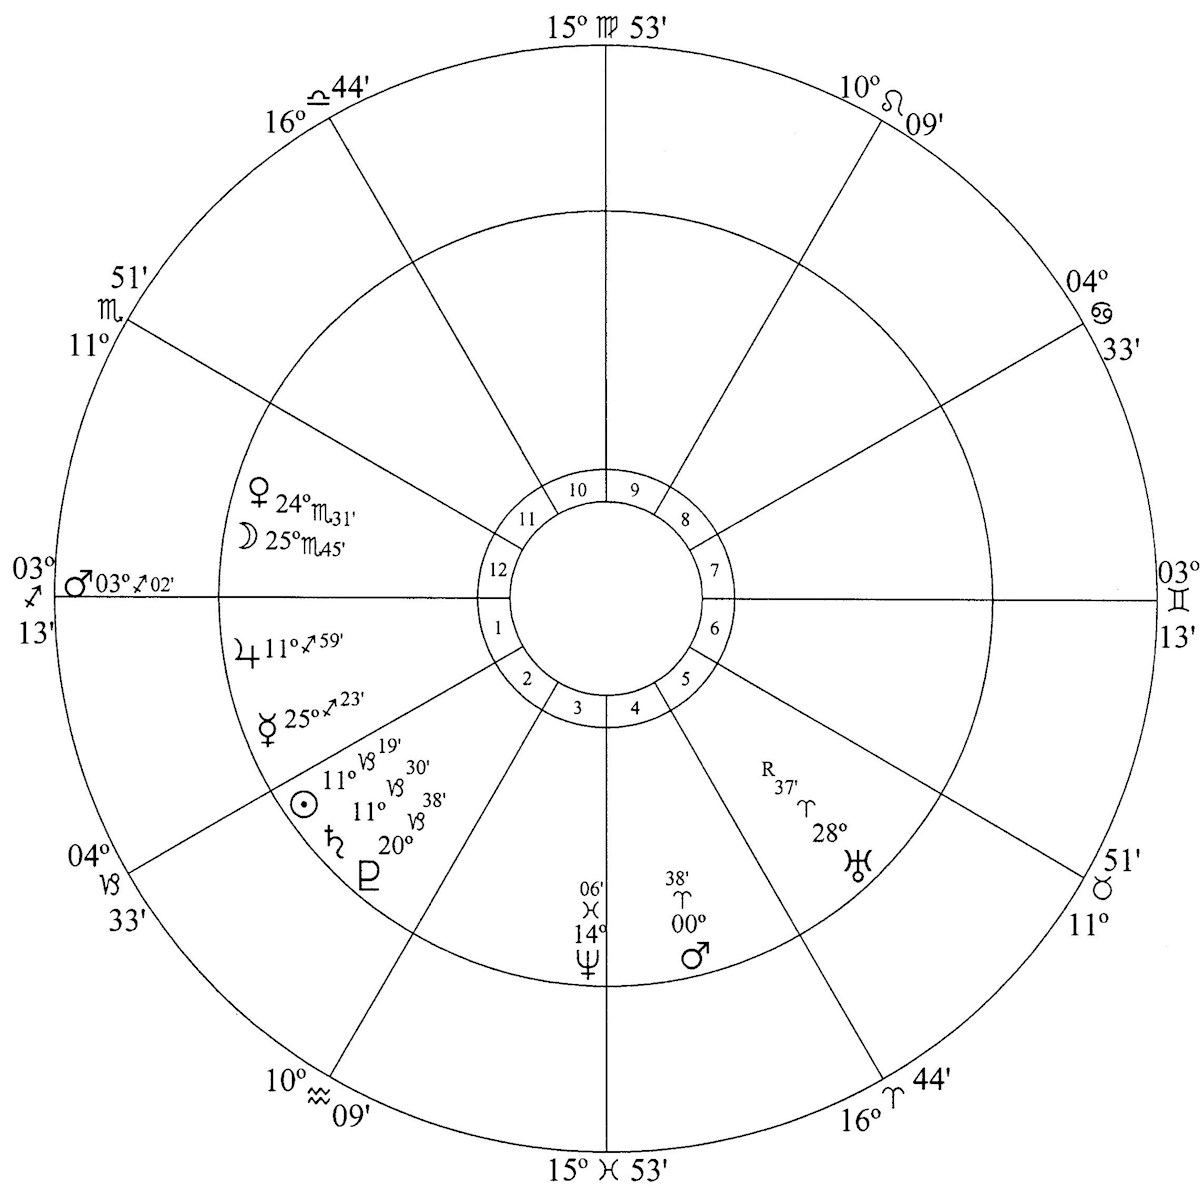 15° ♍ 53'
16° ♎ 44'
10° ♌ 09'
51' ♏ 11°
04° ♋ 33'
10 9
11 8
12 7
1 6
2 5
3 4
♀ 24° ♏ 31'
☽ 25° ♏ 45'
03° ♐ 13'
♂ 03° ♐ 02'
03° ♊ 13'
♃ 11° ♐ 59'
☿ 25° ♐ 23'
☉ 11° ♑ 19'
♄ 11° ♑ 30'
♇ 20° ♑ 38'
R 37' ♈ 28° ♅
04° ♑ 33'
51' ♉ 11°
06' ♓ 14° ♆
38' ♈ 00° ♂
10° ♒ 09'
16° ♈ 44'
15° ♓ 53'